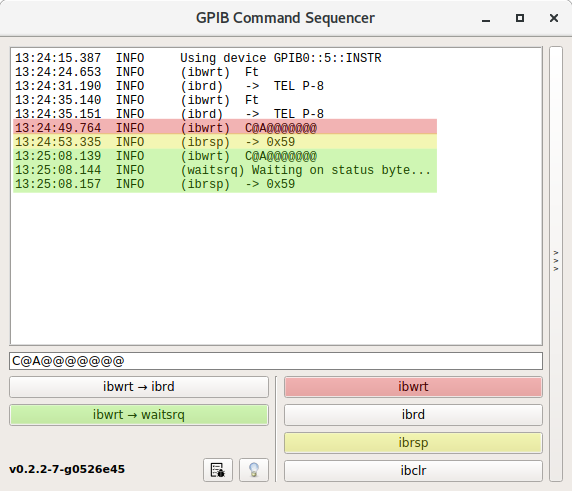 GPIB Command Sequencer
13:24:15.387 INFO Using device GPIB0::5::INSTR
13:24:24.653 INFO (ibwrt) Ft
13:24:31.190 INFO (ibrd) -> TEL P-8
13:24:35.140 INFO (ibwrt) Ft
13:24:35.151 INFO (ibrd) -> TEL P-8
13:24:49.764 INFO (ibwrt) C@A@@@@@@@
13:24:53.335 INFO (ibrsp) -> 0x59
13:25:08.139 INFO (ibwrt) C@A@@@@@@@
13:25:08.144 INFO (waitsrq) Waiting on status byte...
13:25:08.157 INFO (ibrsp) -> 0x59
>
>
>
C@A@@@@@@@
ibwrt → ibrd
ibwrt
ibwrt → waitsrq
ibrd
ibrsp
v0.2.2-7-g0526e45
ibclr